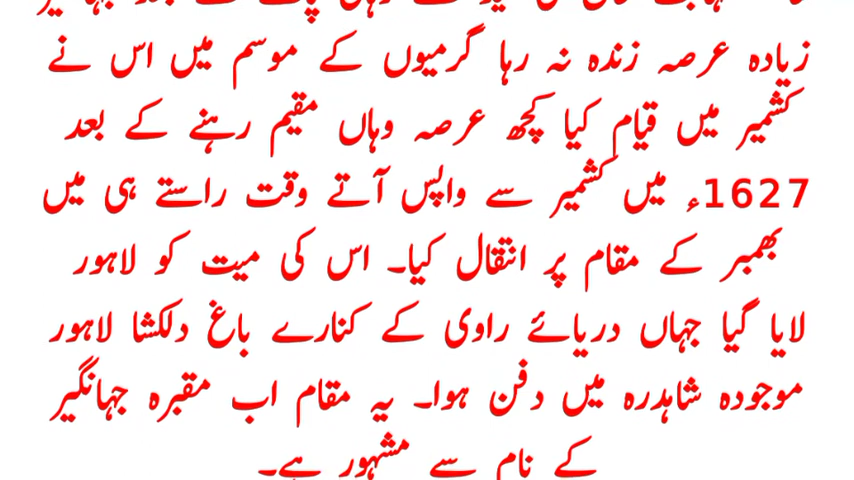 زیادہ عرصہ زندہ نہ رہا گرمیوں کے موسم میں اس نے
کشمیر میں قیام کیا کچھ عرصہ وہاں مقیم رہنے کے بعد
1627ء میں کشمیر سے واپس آتے وقت راستے ہی میں
بھمبر کے مقام پر انتقال کیا۔ اس کی میت کو لاہور
لایا گیا جہاں دریائے راوی کے کنارے باغ دلکشا لاہور
موجودہ شاہدرہ میں دفن ہوا۔ یہ مقام اب مقبرہ جہانگیر
کے نام سے مشہور ہے۔